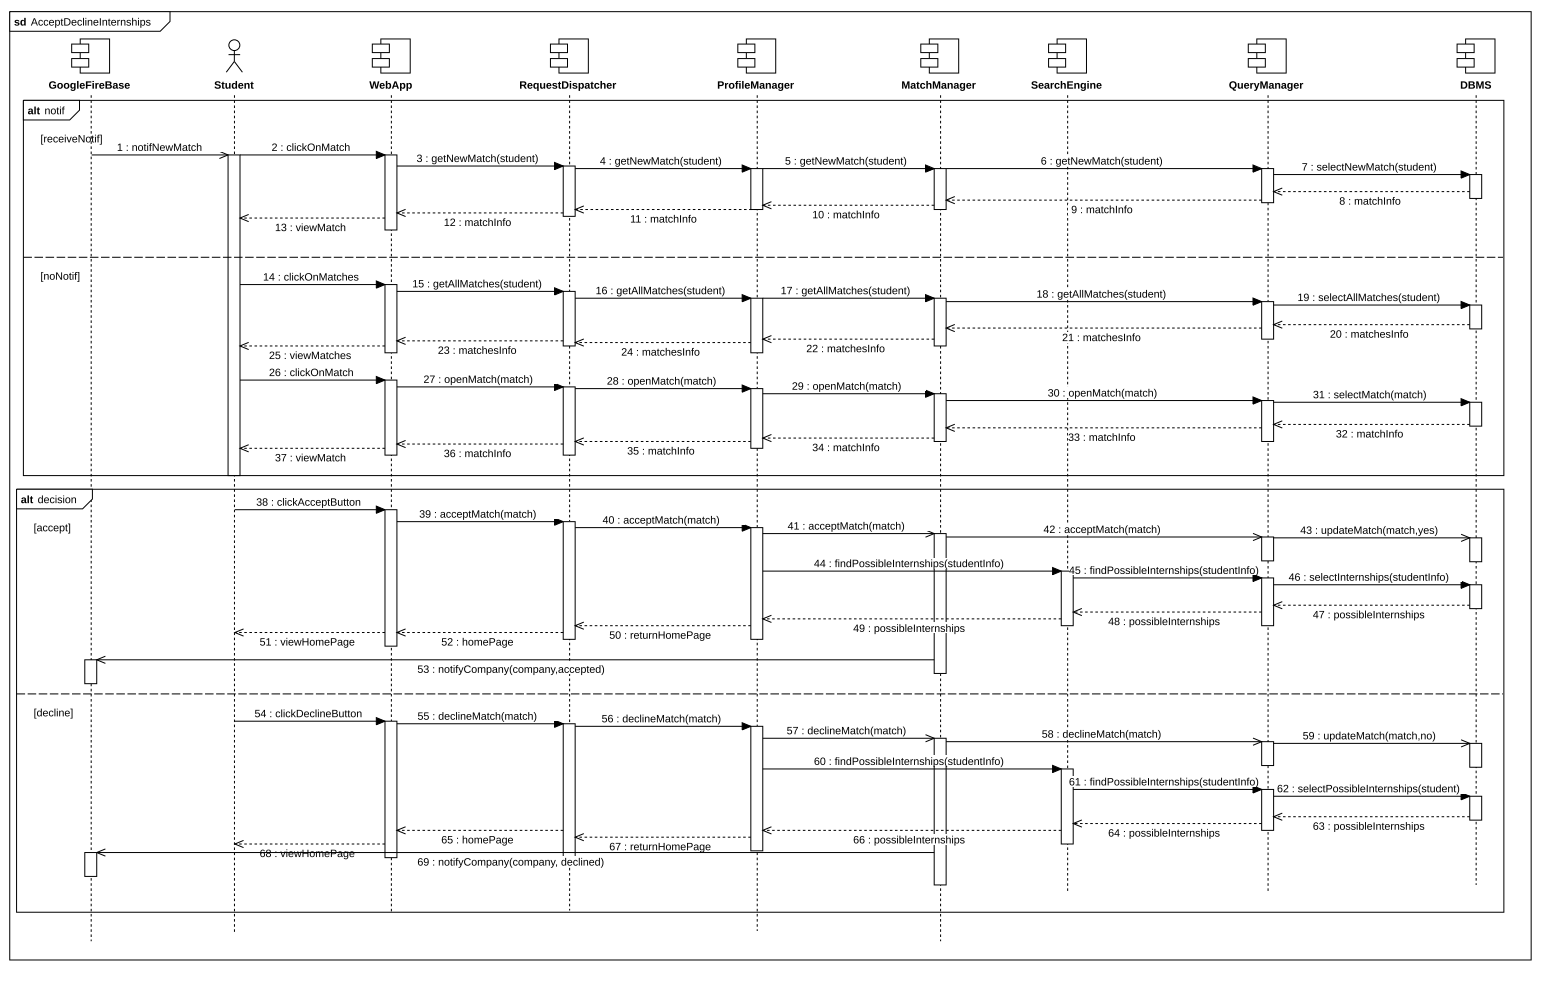 sd AcceptDeclineInternships
GoogleFireBase
Student
WebApp
RequestDispatcher
ProfileManager
MatchManager
SearchEngine
QueryManager
DBMS
alt notif
[receiveNotif]
1 : notifNewMatch
2 : clickOnMatch
3 : getNewMatch(student)
4 : getNewMatch(student)
5 : getNewMatch(student)
6 : getNewMatch(student)
7 : selectNewMatch(student)
8 : matchInfo
9 : matchInfo
10 : matchInfo
11 : matchInfo
12 : matchInfo
13 : viewMatch
[noNotif]
14 : clickOnMatches
15 : getAllMatches(student)
16 : getAllMatches(student)
17 : getAllMatches(student)
18 : getAllMatches(student)
19 : selectAllMatches(student)
20 : matchesInfo
21 : matchesInfo
22 : matchesInfo
23 : matchesInfo
24 : matchesInfo
25 : viewMatches
26 : clickOnMatch
27 : openMatch(match)
28 : openMatch(match)
29 : openMatch(match)
30 : openMatch(match)
31 : selectMatch(match)
32 : matchInfo
33 : matchInfo
34 : matchInfo
35 : matchInfo
36 : matchInfo
37 : viewMatch
alt decision
[accept]
38 : clickAcceptButton
39 : acceptMatch(match)
40 : acceptMatch(match)
41 : acceptMatch(match)
42 : acceptMatch(match)
43 : updateMatch(match,yes)
44 : findPossibleInternships(studentInfo)
45 : findPossibleInternships(studentInfo)
46 : selectInternships(studentInfo)
47 : possibleInternships
48 : possibleInternships
49 : possibleInternships
50 : returnHomePage
51 : viewHomePage
52 : homePage
53 : notifyCompany(company,accepted)
[decline]
54 : clickDeclineButton
55 : declineMatch(match)
56 : declineMatch(match)
57 : declineMatch(match)
58 : declineMatch(match)
59 : updateMatch(match,no)
60 : findPossibleInternships(studentInfo)
61 : findPossibleInternships(studentInfo)
62 : selectPossibleInternships(student)
63 : possibleInternships
64 : possibleInternships
65 : homePage
66 : possibleInternships
67 : returnHomePage
68 : viewHomePage
69 : notifyCompany(company, declined)